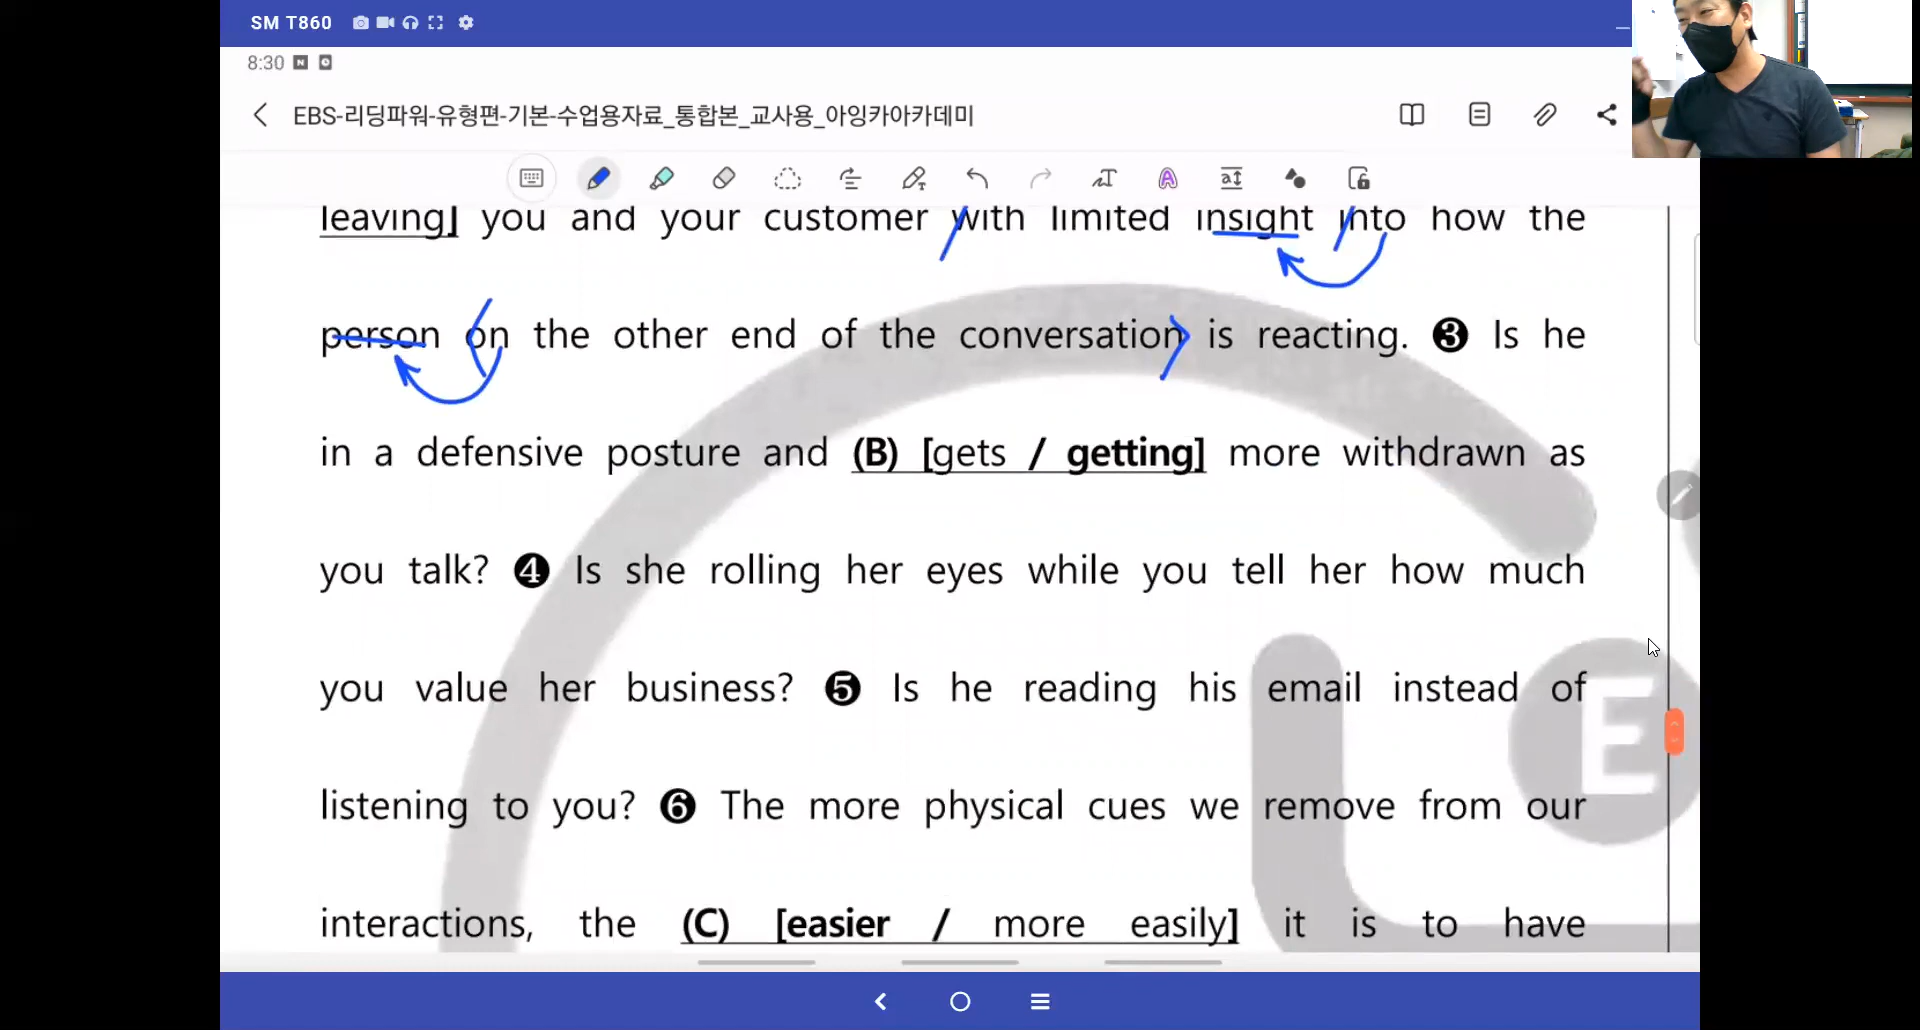 SM T860
8:30
EBS-리딩파워-유형편-기본-수업용자료_통합본_교사용_아잉카아카데미
leaving] you and your customer with limited insight into how the
person on the other end of the conversation is reacting. ❸ Is he
in a defensive posture and (B) [gets / getting] more withdrawn as
you talk? ❹ Is she rolling her eyes while you tell her how much
you value her business? ❺ Is he reading his email instead of
listening to you? ❻ The more physical cues we remove from our
interactions, the (C) [easier / more easily] it is to have
E